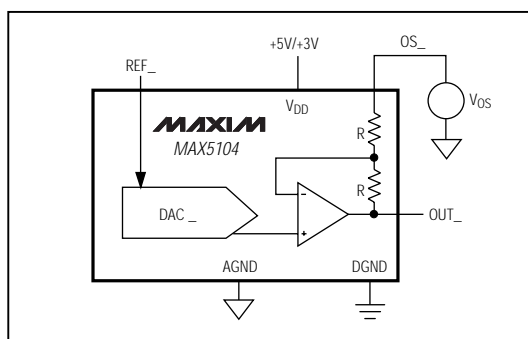 +5V/+3V
OS_
REF_
VDD
VOS
MAXIM
MAX5104
R
R
DAC _
-
+
OUT_
AGND
DGND